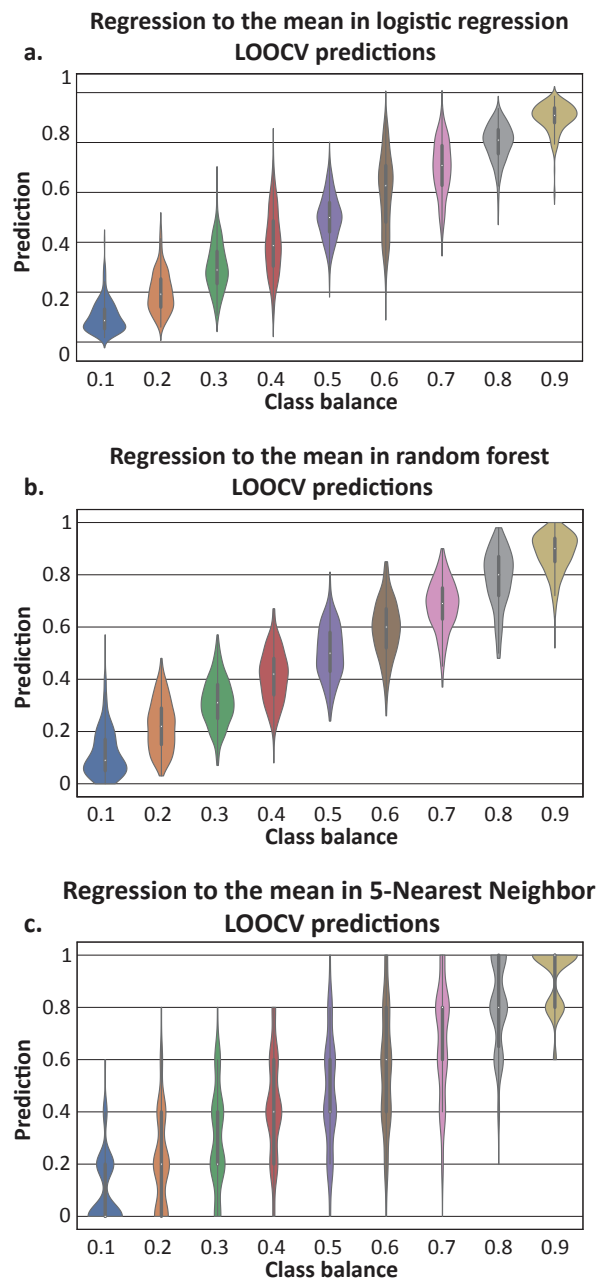 Regression to the mean in logistic regression
a. LOOCV predictions
1
0.8
0.6
0.4
0.2
0
Prediction
0.1 0.2 0.3 0.4 0.5 0.6 0.7 0.8 0.9
Class balance
Regression to the mean in random forest
b. LOOCV predictions
1
0.8
0.6
0.4
0.2
0
Prediction
0.1 0.2 0.3 0.4 0.5 0.6 0.7 0.8 0.9
Class balance
Regression to the mean in 5-Nearest Neighbor
c. LOOCV predictions
1
0.8
0.6
0.4
0.2
0
Prediction
0.1 0.2 0.3 0.4 0.5 0.6 0.7 0.8 0.9
Class balance